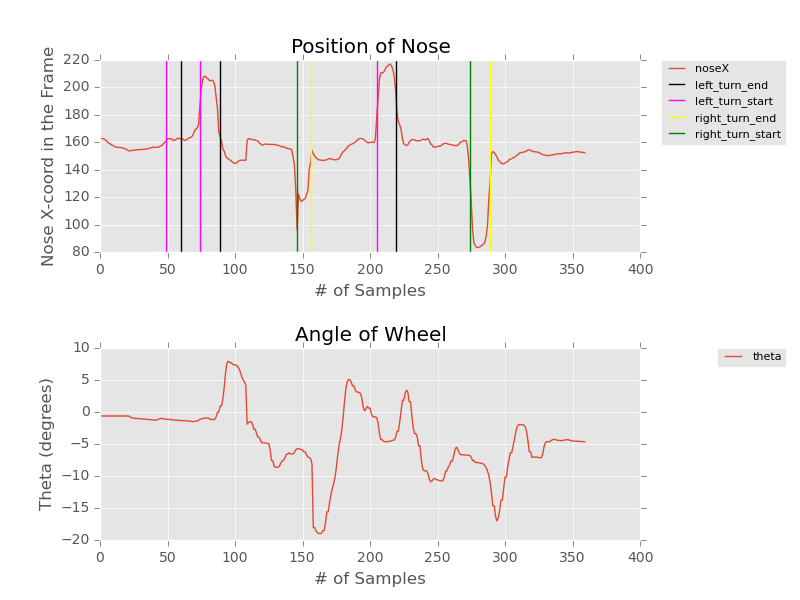 Position of Nose
220
200
180
160
140
120
100
80
Nose X-coord in the Frame
0 50 100 150 200 250 300 350 400
# of Samples
noseX
left_turn_end
left_turn_start
right_turn_end
right_turn_start
Angle of Wheel
10
5
0
−5
−10
−15
−20
Theta (degrees)
0 50 100 150 200 250 300 350 400
# of Samples
theta